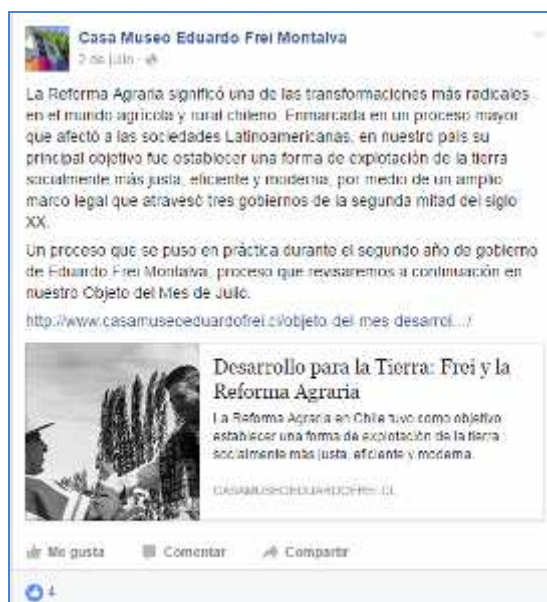 Casa Museo Eduardo Frei Montalva
2 de julio ·
La Reforma Agraria significó una de las transformaciones más radicales
en el mundo agrícola y rural chileno. Enmarcada en un proceso mayor
que afectó a las sociedades Latinoamericanas, en nuestro país su
principal objetivo fue establecer una forma de explotación de la tierra
socialmente más justa, eficiente y moderna, por medio de un amplio
marco legal que atravesó tres gobiernos de la segunda mitad del siglo
XX.
Un proceso que se puso en práctica durante el segundo año de gobierno
de Eduardo Frei Montalva, proceso que revisaremos a continuación en
nuestro Objeto del Mes de Julio.
http://www.casamuseoeduardofrei.cl/objeto-del-mes-desarrol.../
Desarrollo para la Tierra: Frei y la
Reforma Agraria
La Reforma Agraria en Chile tuvo como objetivo
establecer una forma de explotación de la tierra
socialmente más justa, eficiente y moderna.
CASAMUSEOEDUARDOFREI.CL
Me gusta Comentar Compartir
4